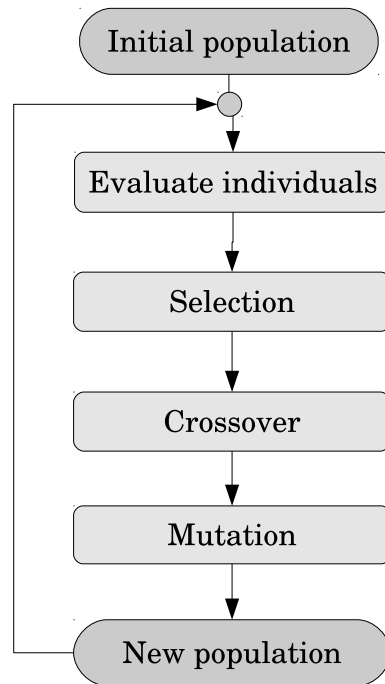 Initial population
Evaluate individuals
Selection
Crossover
Mutation
New population